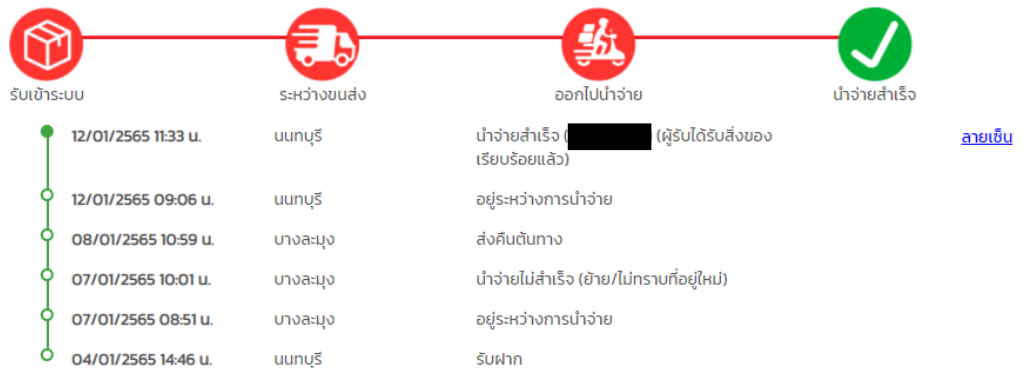 รับเข้าระบบ ระหว่างขนส่ง ออกไปนำจ่าย นำจ่ายสำเร็จ
12/01/2565 11:33 น. นนทบุรี นำจ่ายสำเร็จ ( ) (ผู้รับได้รับสิ่งของ ลายเซ็น
เรียบร้อยแล้ว)
12/01/2565 09:06 น. นนทบุรี อยู่ระหว่างการนำจ่าย
08/01/2565 10:59 น. บางละมุง ส่งคืนต้นทาง
07/01/2565 10:01 น. บางละมุง นำจ่ายไม่สำเร็จ (ย้าย/ไม่ทราบที่อยู่ใหม่)
07/01/2565 08:51 น. บางละมุง อยู่ระหว่างการนำจ่าย
04/01/2565 14:46 น. นนทบุรี รับฝาก